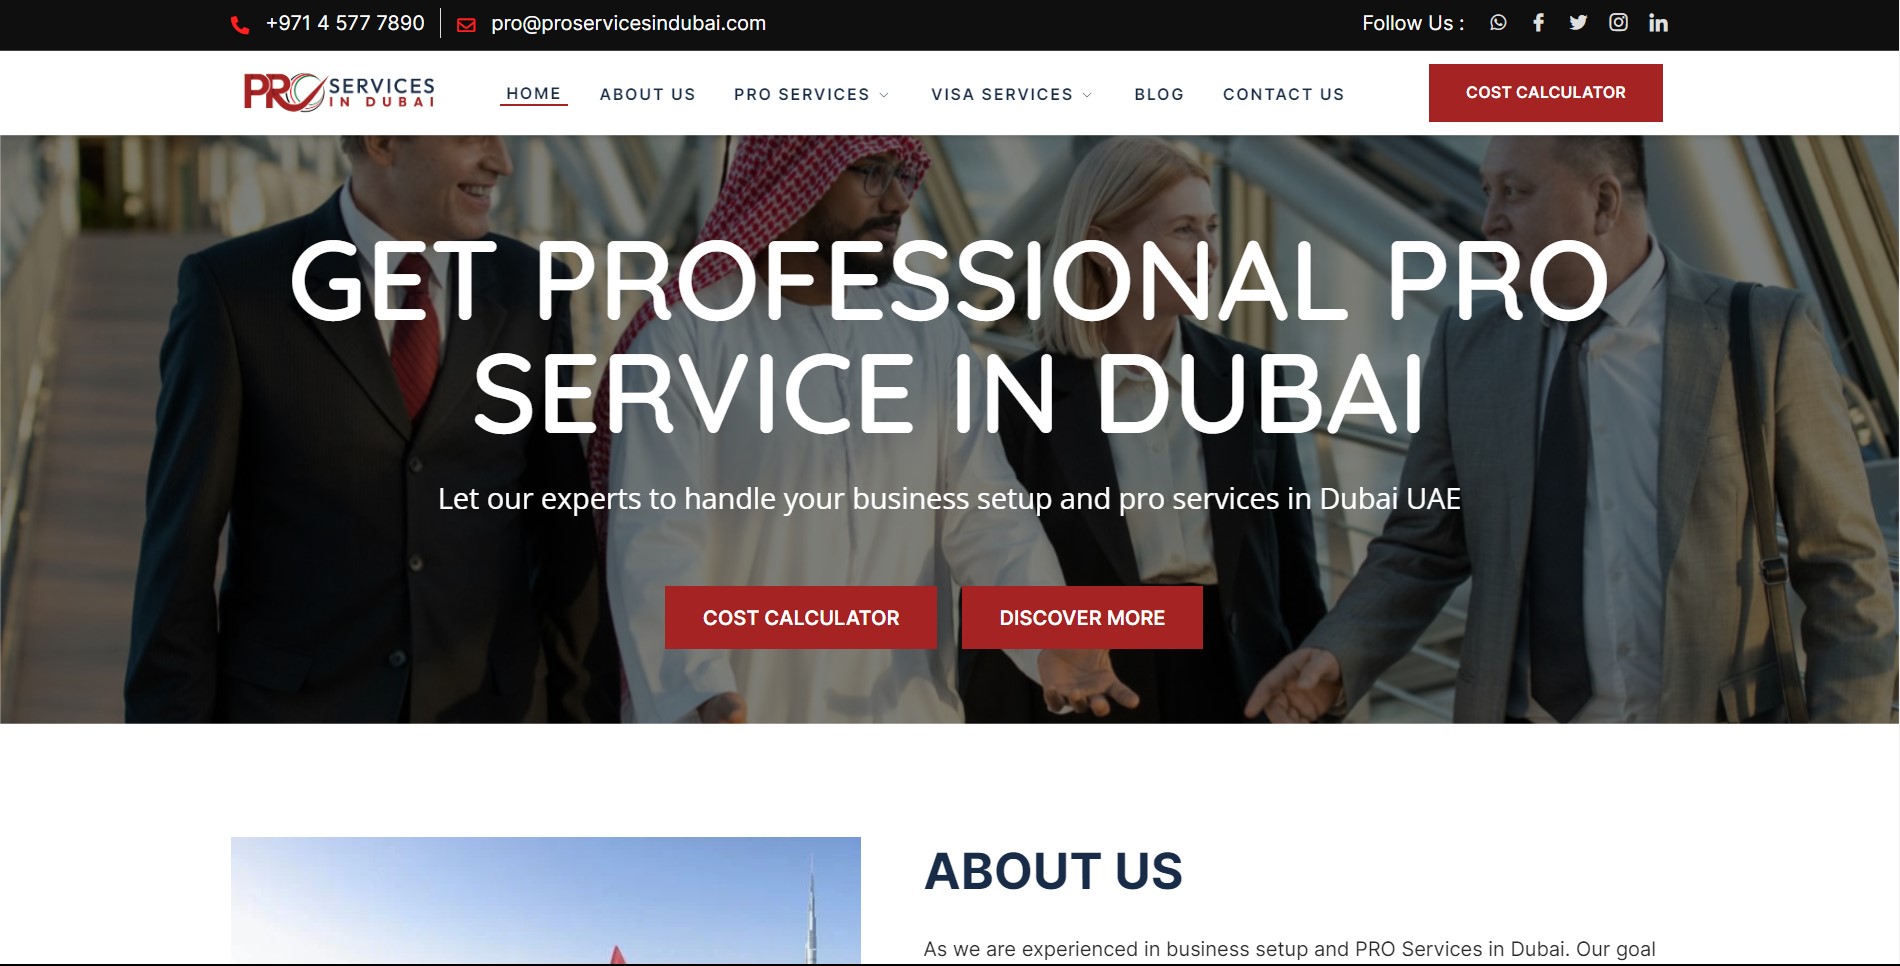 +971 4 577 7890
pro@proservicesindubai.com
Follow Us :
PRO SERVICES
IN DUBAI
HOME
ABOUT US
PRO SERVICES
VISA SERVICES
BLOG
CONTACT US
COST CALCULATOR
GET PROFESSIONAL PRO
SERVICE IN DUBAI
Let our experts to handle your business setup and pro services in Dubai UAE
COST CALCULATOR
DISCOVER MORE
ABOUT US
As we are experienced in business setup and PRO Services in Dubai. Our goal